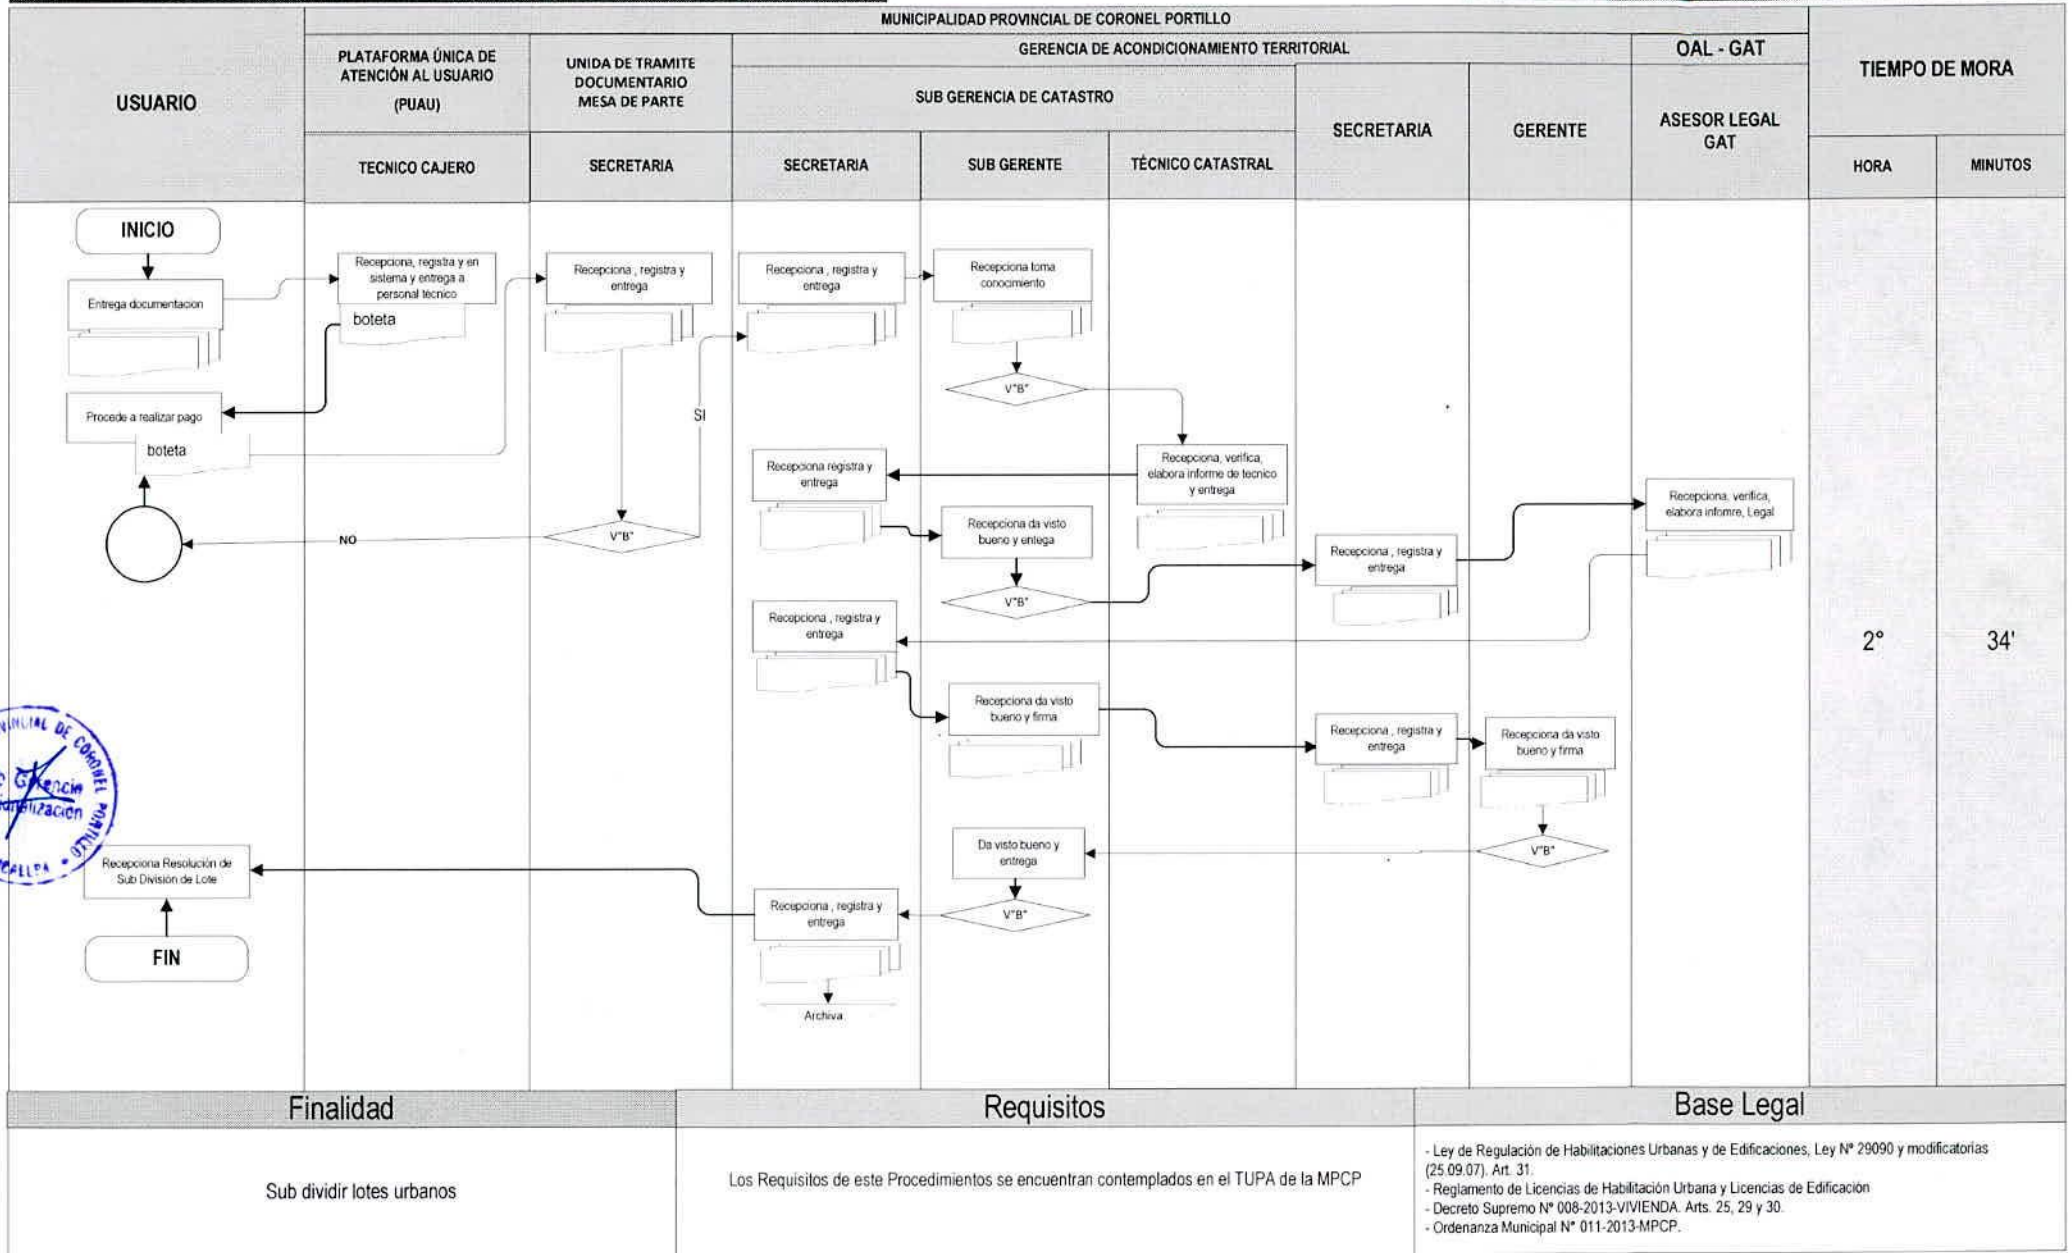 MUNICIPALIDAD PROVINCIAL DE CORONEL PORTILLO
USUARIO
PLATAFORMA ÚNICA DE
ATENCIÓN AL USUARIO
(PUAU)
UNIDA DE TRAMITE
DOCUMENTARIO
MESA DE PARTE
GERENCIA DE ACONDICIONAMIENTO TERRITORIAL
OAL - GAT
TIEMPO DE MORA
SUB GERENCIA DE CATASTRO
SECRETARIA
GERENTE
ASESOR LEGAL
GAT
TECNICO CAJERO
SECRETARIA
SECRETARIA
SUB GERENTE
TÉCNICO CATASTRAL
HORA
MINUTOS
INICIO
Entrega documentacion
Recepciona, registra y en
sistema y entrega a
personal técnico
boteta
Recepciona , registra y
entrega
Recepciona , registra y
entrega
Recepciona toma
conocimiento
V"B"
Procede a realizar pago
boteta
SI
Recepciona registra y
entrega
Recepciona, verifica,
elabora informe de tecnico
y entrega
Recepciona, verifica,
elabora infomre, Legal
NO
V"B"
Recepciona da visto
bueno y entega
V"B"
Recepciona , registra y
entrega
Recepciona , registra y
entrega
2°
34'
Recepciona da visto
bueno y firma
Recepciona , registra y
entrega
Recepciona da visto
bueno y firma
V"B"
Da visto bueno y
entrega
V"B"
DE CORONEL PORTILLO
Gerencia
Recepciona Resolución de
Sub División de Lote
Recepciona , registra y
entrega
FIN
Archiva
Finalidad
Requisitos
Base Legal
Sub dividir lotes urbanos
Los Requisitos de este Procedimientos se encuentran contemplados en el TUPA de la MPCP
- Ley de Regulación de Habilitaciones Urbanas y de Edificaciones, Ley N° 29090 y modificatorias
(25.09.07). Art. 31.
- Reglamento de Licencias de Habilitación Urbana y Licencias de Edificación
- Decreto Supremo N° 008-2013-VIVIENDA. Arts. 25, 29 y 30.
- Ordenanza Municipal N° 011-2013-MPCP.